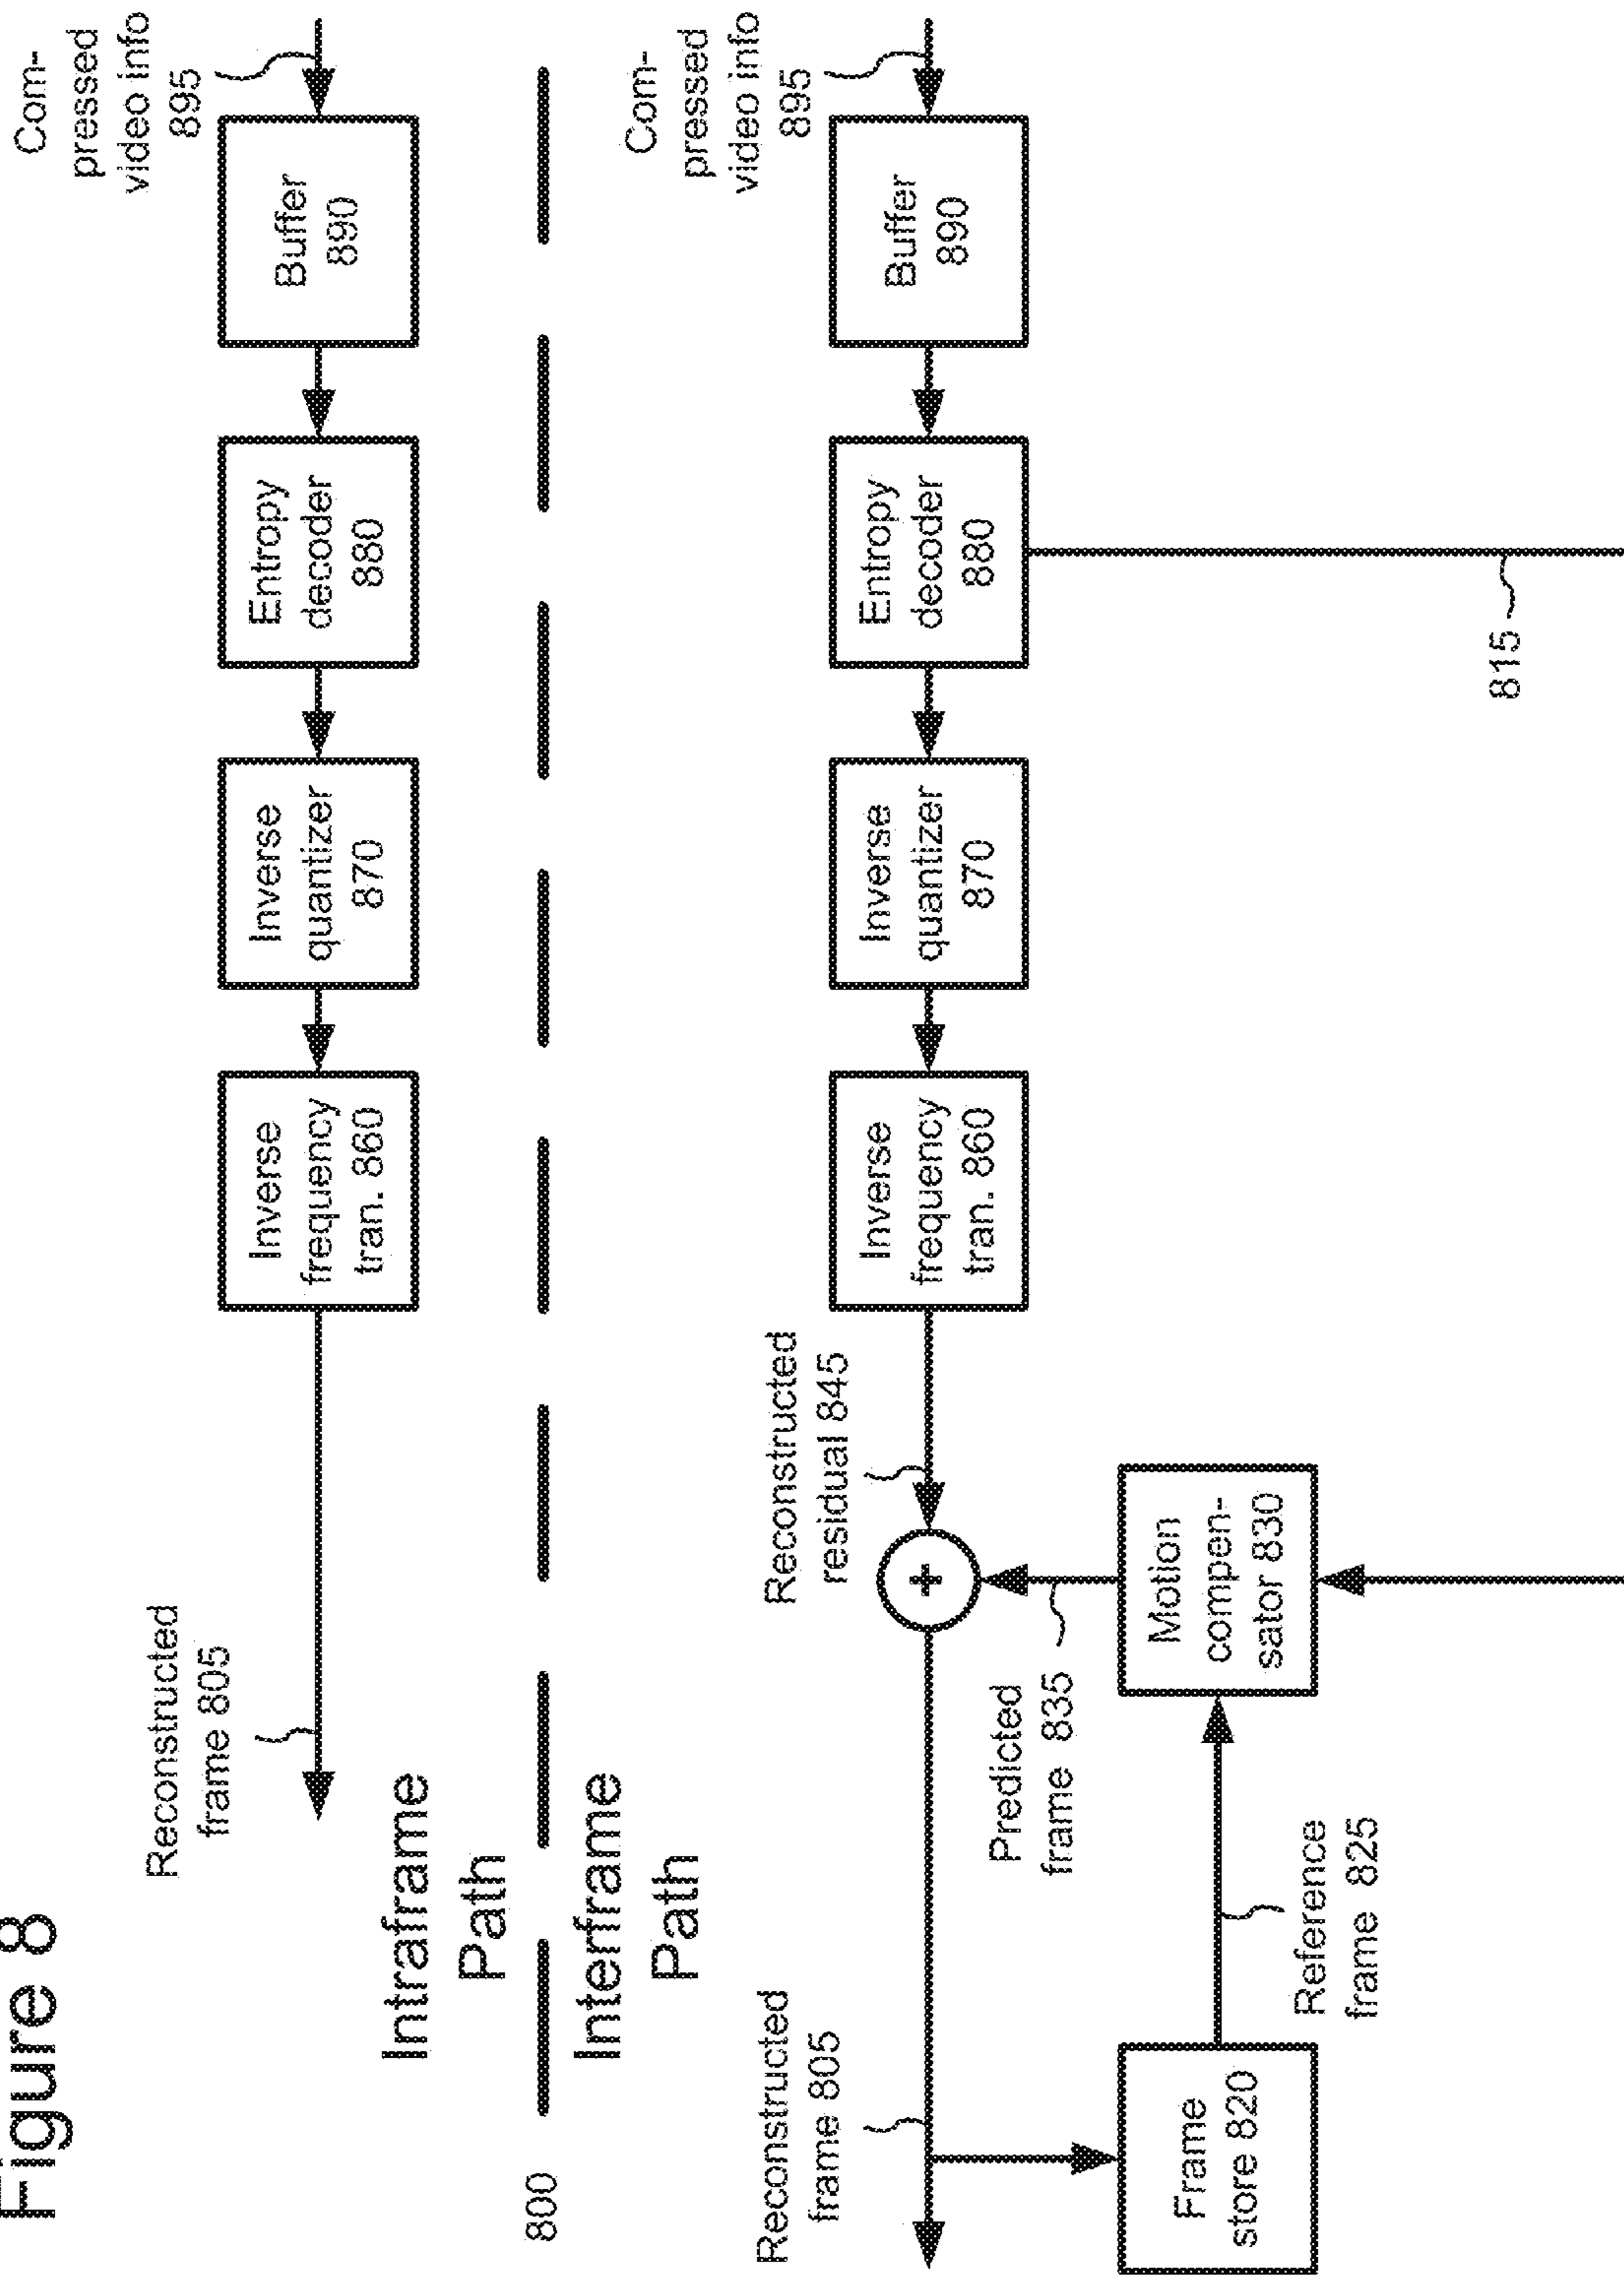 Figure 8
Reconstructed
frame 805
Inverse
frequency
tran. 860
Inverse
quantizer
870
Entropy
decoder
880
Buffer
890
Com-
pressed
video info
895
Intraframe
Path
800
Interframe
Path
Reconstructed
frame 805
Reconstructed
residual 845
+
Inverse
frequency
tran. 860
Inverse
quantizer
870
Entropy
decoder
880
Buffer
890
Com-
pressed
video info
895
Predicted
frame 835
Frame
store 820
Reference
frame 825
Motion
compen-
sator 830
815